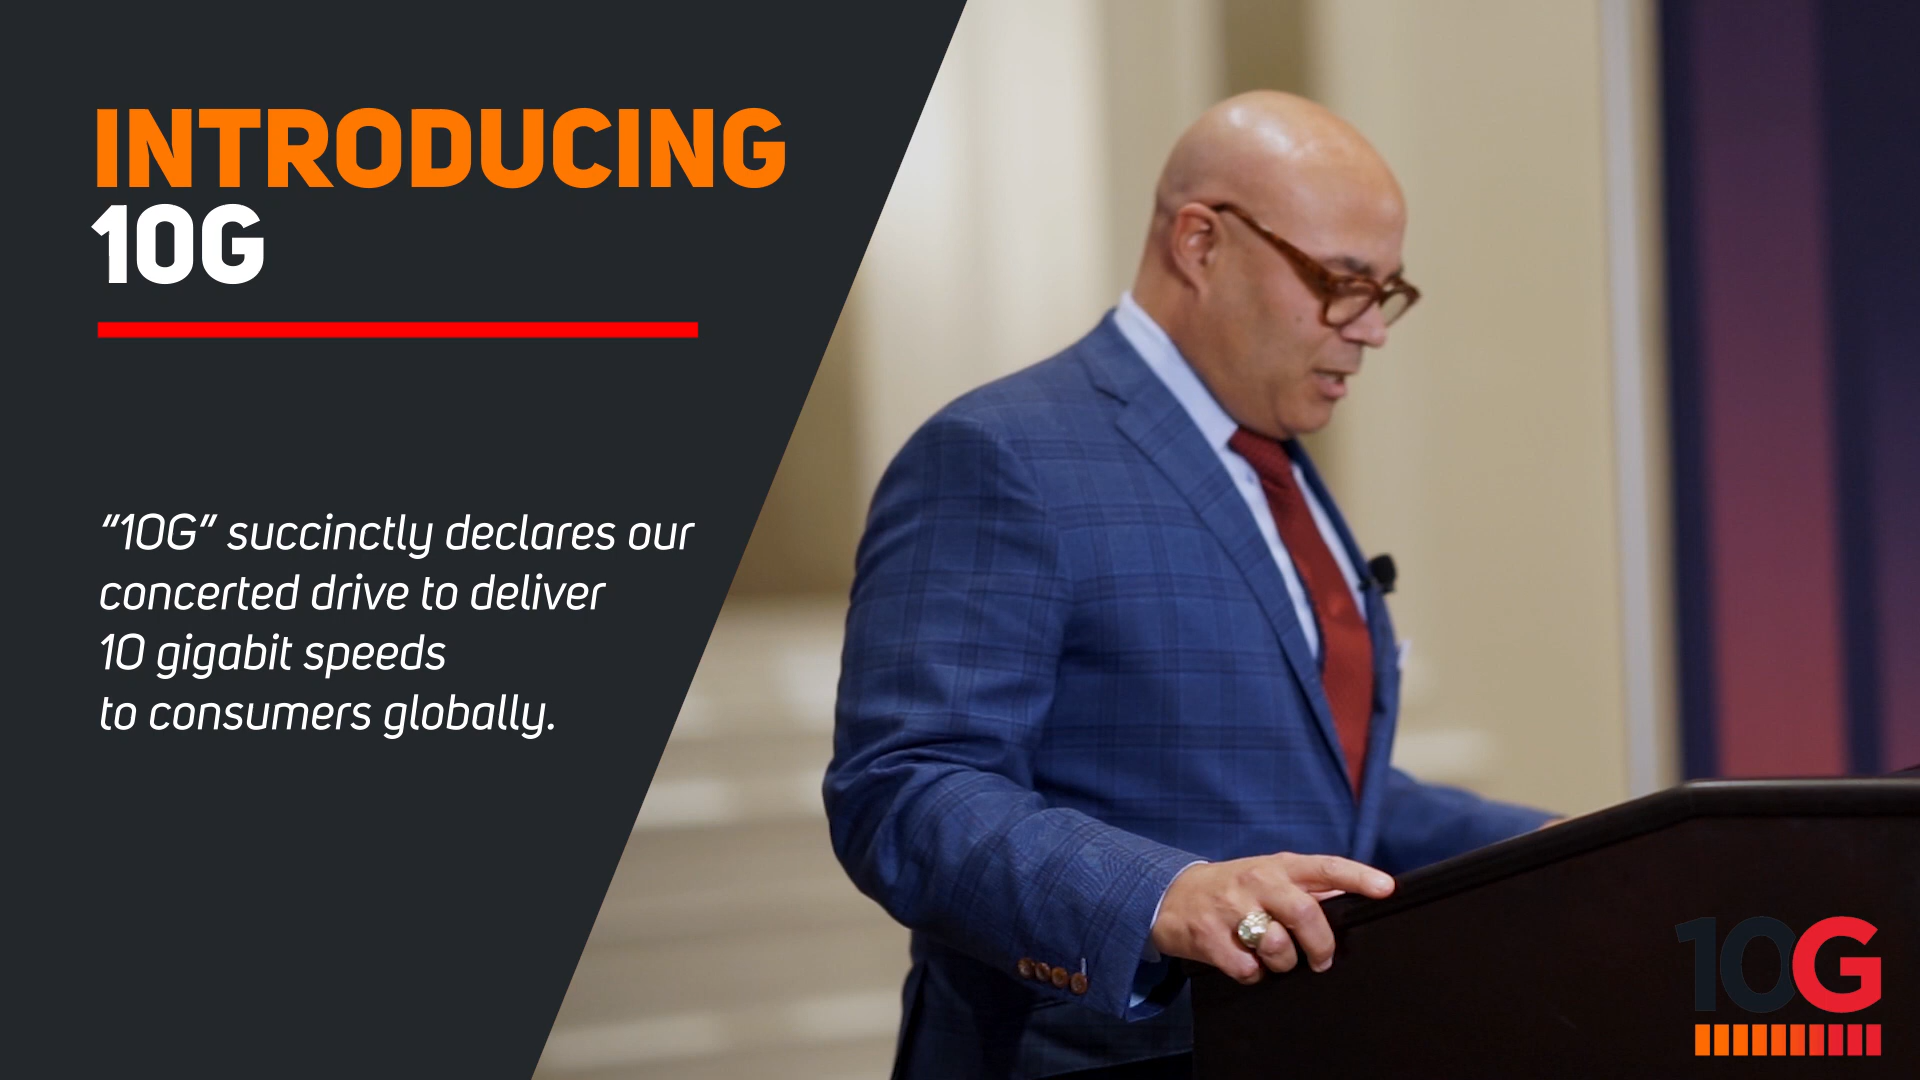 INTRODUCING
10G
“10G” succinctly declares our
concerted drive to deliver
10 gigabit speeds
to consumers globally.
10G